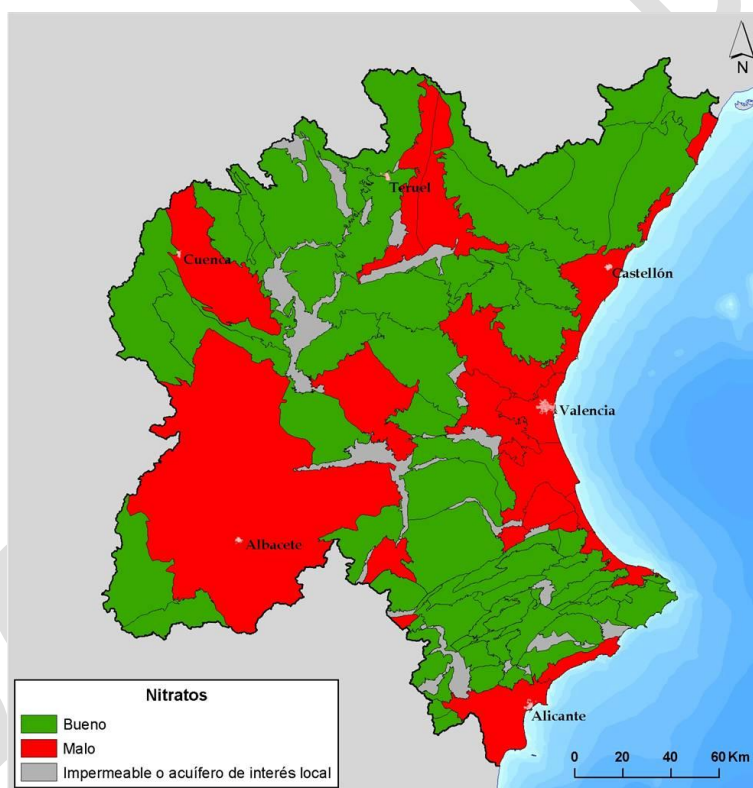 N
Teruel
Cuenca
Castellón
Valencia
Albacete
Alicante
Nitratos
Bueno
Malo
Impermeable o acuífero de interés local
0 20 40 60 Km